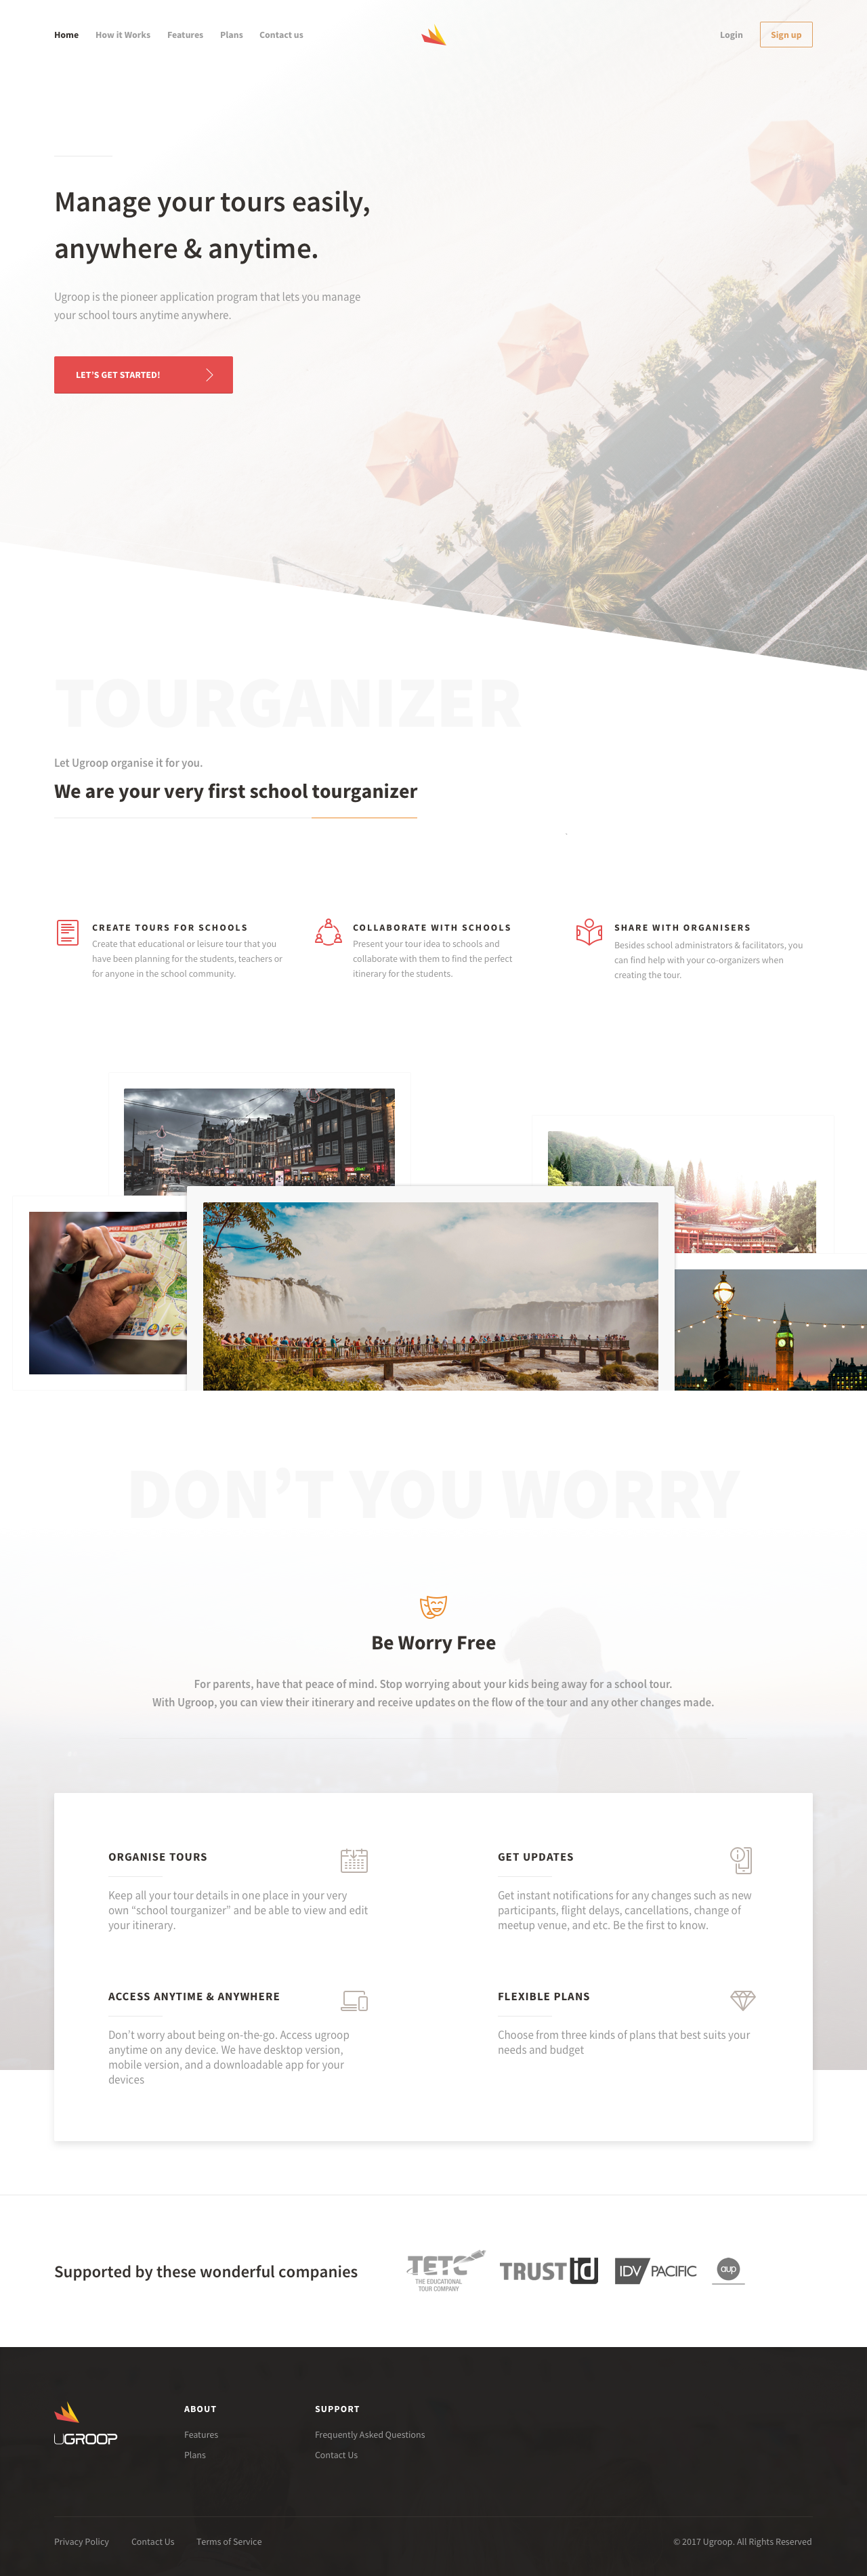 Home How it Works Features Plans Contact us Login Sign up
Manage your tours easily,
anywhere & anytime.
Ugroop is the pioneer application program that lets you manage
your school tours anytime anywhere.
LET'S GET STARTED!
TOURGANIZER
Let Ugroop organise it for you.
We are your very first school tourganizer
CREATE TOURS FOR SCHOOLS
Create that educational or leisure tour that you
have been planning for the students, teachers or
for anyone in the school community.
COLLABORATE WITH SCHOOLS
Present your tour idea to schools and
collaborate with them to find the perfect
itinerary for the students.
SHARE WITH ORGANISERS
Besides school administrators & facilitators, you
can find help with your co-organizers when
creating the tour.
DON'T YOU WORRY
Be Worry Free
For parents, have that peace of mind. Stop worrying about your kids being away for a school tour.
With Ugroop, you can view their itinerary and receive updates on the flow of the tour and any other changes made.
ORGANISE TOURS
Keep all your tour details in one place in your very
own “school tourganizer” and be able to view and edit
your itinerary.
GET UPDATES
Get instant notifications for any changes such as new
participants, flight delays, cancellations, change of
meetup venue, and etc. Be the first to know.
ACCESS ANYTIME & ANYWHERE
Don't worry about being on-the-go. Access ugroop
anytime on any device. We have desktop version,
mobile version, and a downloadable app for your
devices
FLEXIBLE PLANS
Choose from three kinds of plans that best suits your
needs and budget
Supported by these wonderful companies
TETC
THE EDUCATIONAL
TOUR COMPANY
TRUST id
IDV PACIFIC
aup
UGROOP
ABOUT
Features
Plans
SUPPORT
Frequently Asked Questions
Contact Us
Privacy Policy Contact Us Terms of Service
© 2017 Ugroop. All Rights Reserved